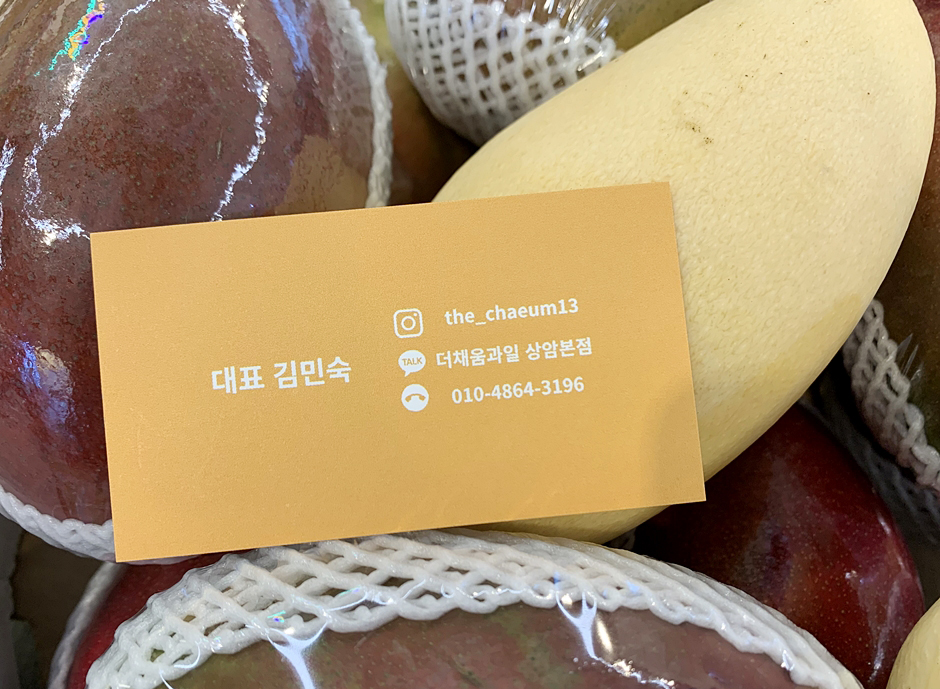 대표 김민숙
the_chaeum13
TALK
더채움과일 상암본점
010-4864-3196